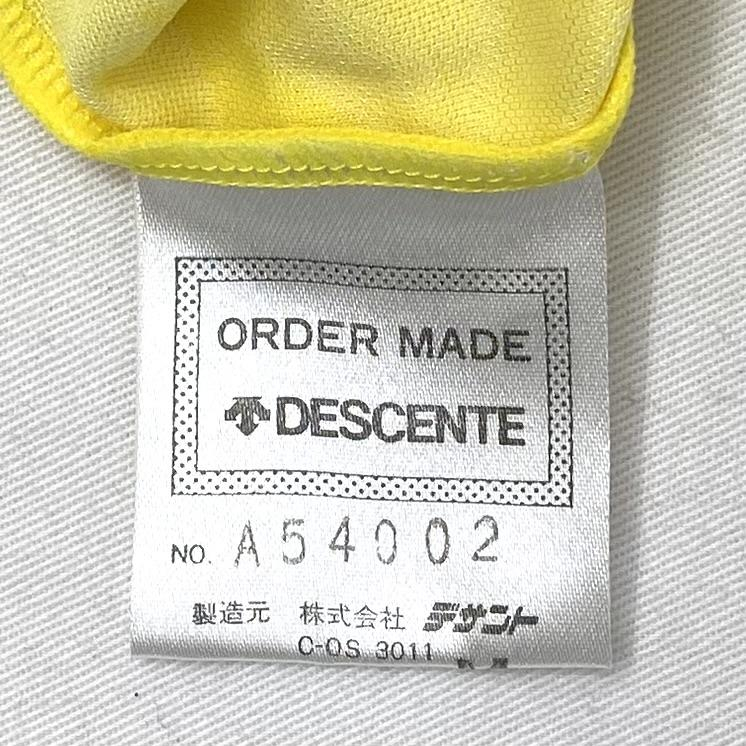 ORDER MADE
DESCENTE
NO. A54002
製造元 株式会社 デサント
C-OS 3011